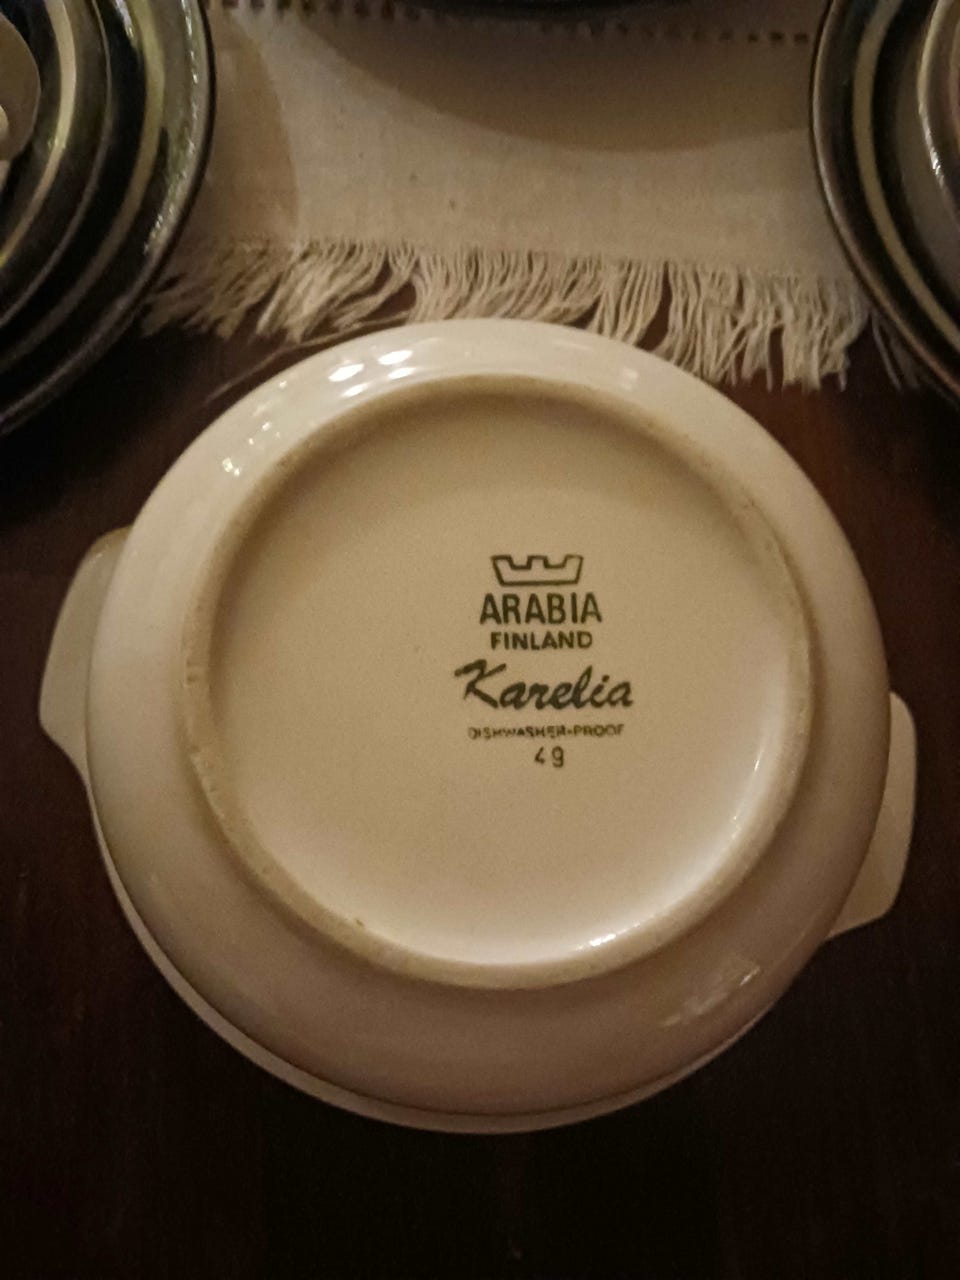 ARABIA
FINLAND
Karelia
DISHWASHER-PROOF
49